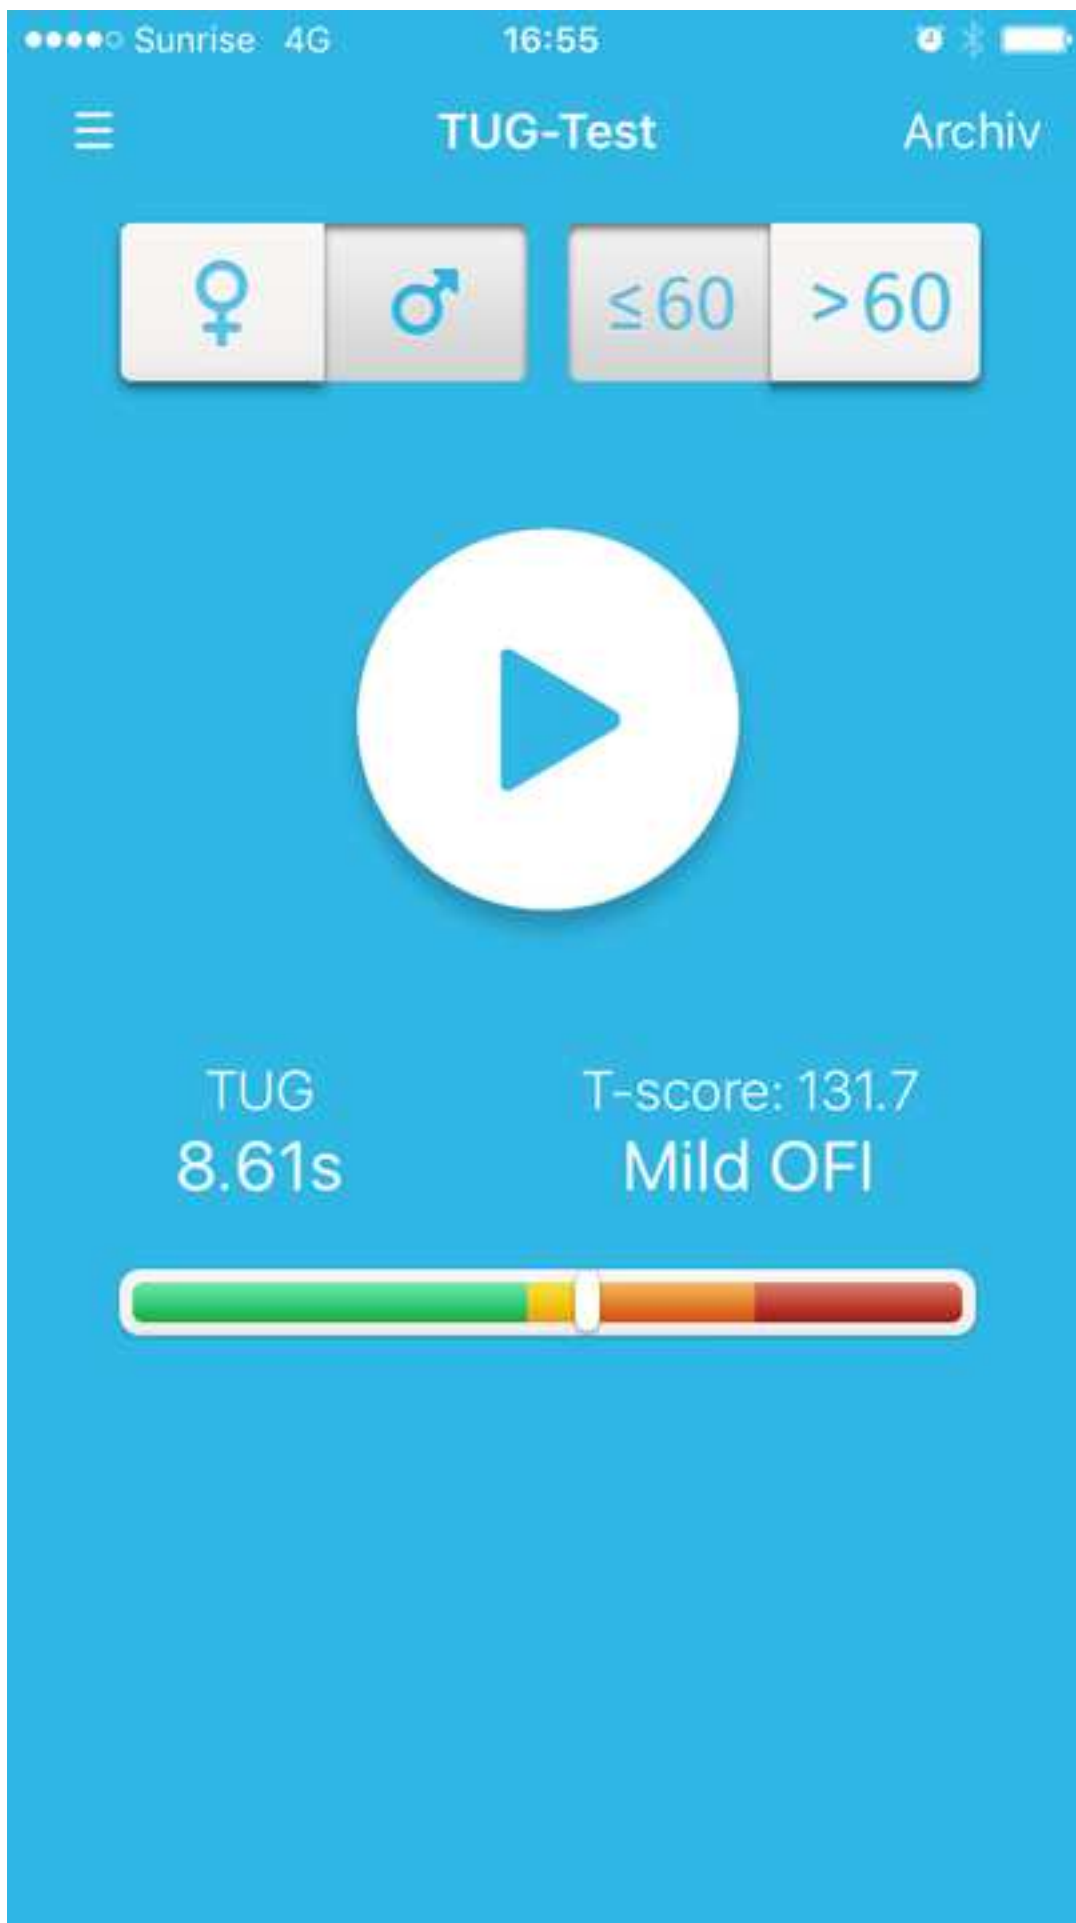 Sunrise 4G 16:55
TUG-Test Archiv
≤60 >60
TUG T-score: 131.7
8.61s Mild OFI